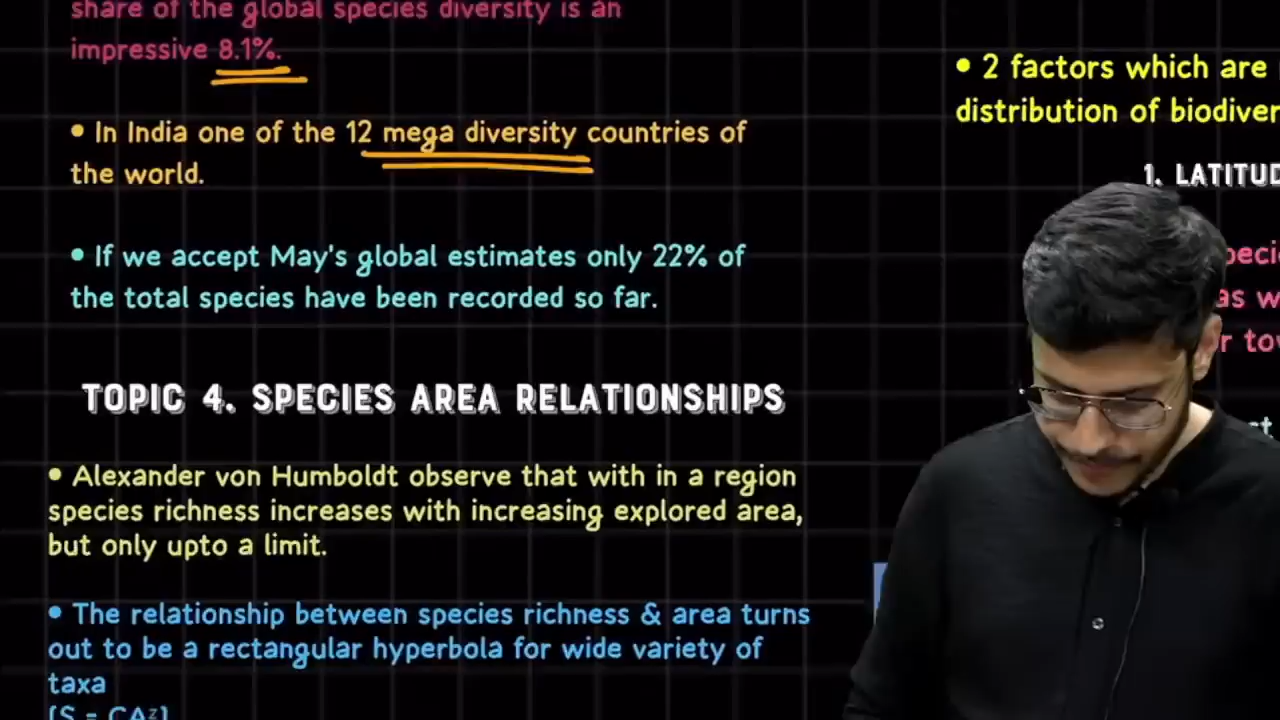 share of the global species diversity is an
impressive 8.1%.
• In India one of the 12 mega diversity countries of
the world.
• If we accept May's global estimates only 22% of
the total species have been recorded so far.
TOPIC 4. SPECIES AREA RELATIONSHIPS
• Alexander von Humboldt observe that with in a region
species richness increases with increasing explored area,
but only upto a limit.
• The relationship between species richness & area turns
out to be a rectangular hyperbola for wide variety of
taxa
[S = CAᶻ]
• 2 factors which are
distribution of
1.